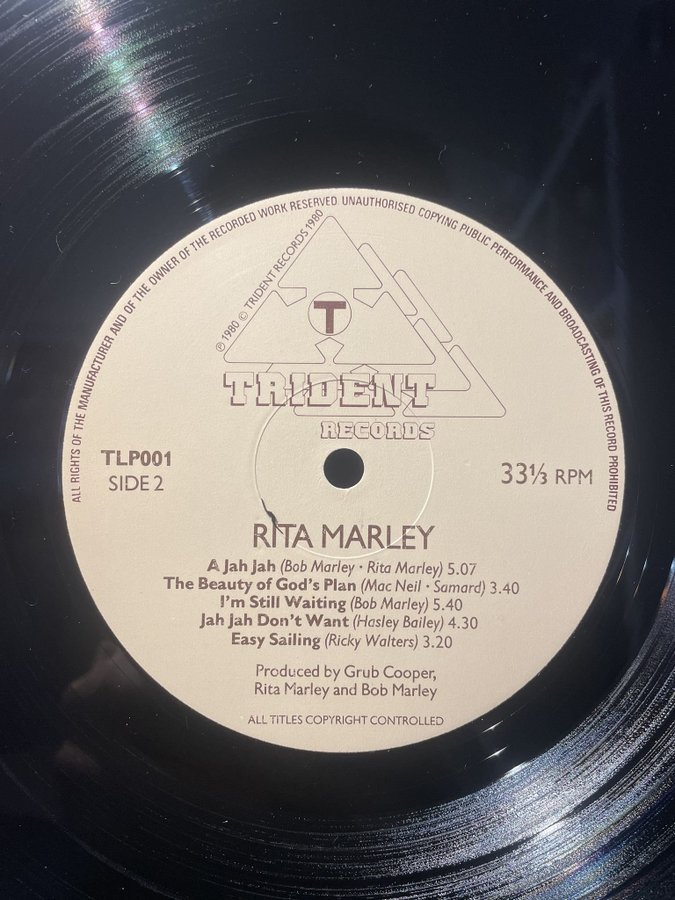 ALL RIGHTS OF THE MANUFACTURER AND OF THE OWNER OF THE RECORDED WORK RESERVED UNAUTHORISED COPYING PUBLIC PERFORMANCE AND BROADCASTING OF THIS RECORD PROHIBITED
℗ 1980 © TRIDENT RECORDS 1980
T
TRIDENT
RECORDS
TLP001
SIDE 2
33⅓ RPM
RITA MARLEY
A Jah Jah (Bob Marley · Rita Marley) 5.07
The Beauty of God's Plan (Mac Neil · Samard) 3.40
I'm Still Waiting (Bob Marley) 5.40
Jah Jah Don't Want (Hasley Bailey) 4.30
Easy Sailing (Ricky Walters) 3.20
Produced by Grub Cooper,
Rita Marley and Bob Marley
ALL TITLES COPYRIGHT CONTROLLED